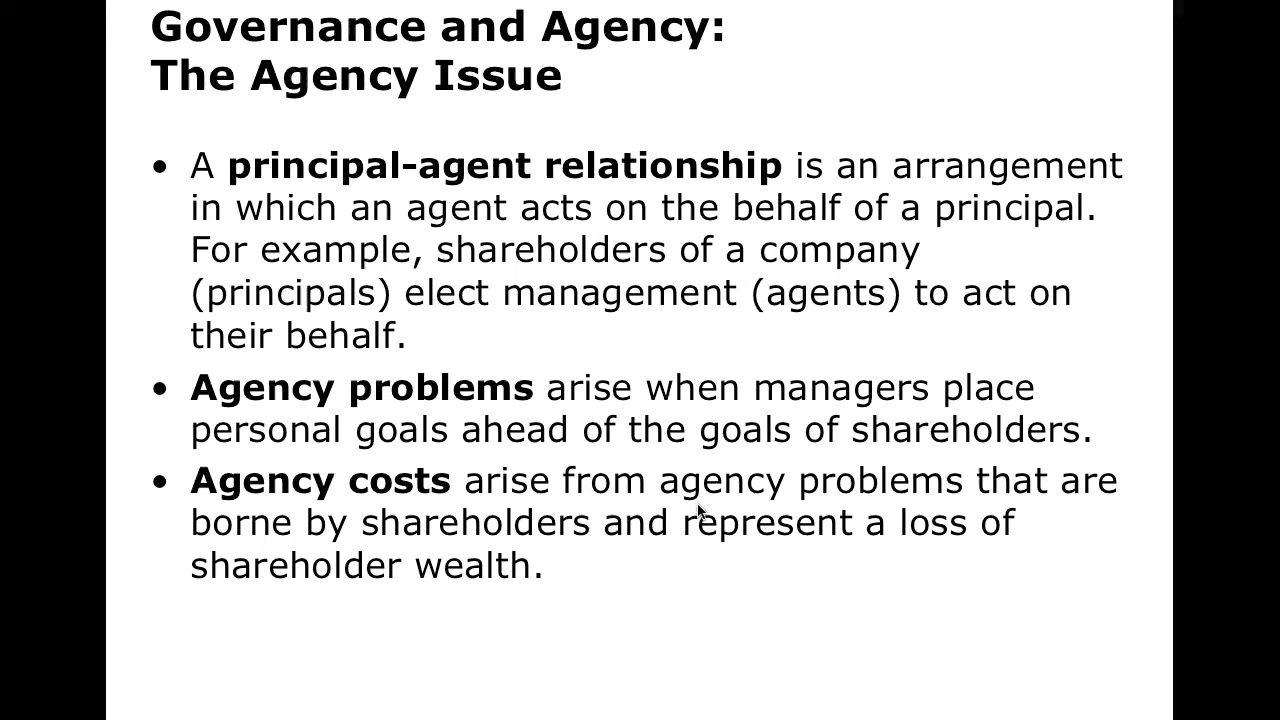 Governance and Agency:
The Agency Issue
• A principal-agent relationship is an arrangement
in which an agent acts on the behalf of a principal.
For example, shareholders of a company
(principals) elect management (agents) to act on
their behalf.
• Agency problems arise when managers place
personal goals ahead of the goals of shareholders.
• Agency costs arise from agency problems that are
borne by shareholders and represent a loss of
shareholder wealth.